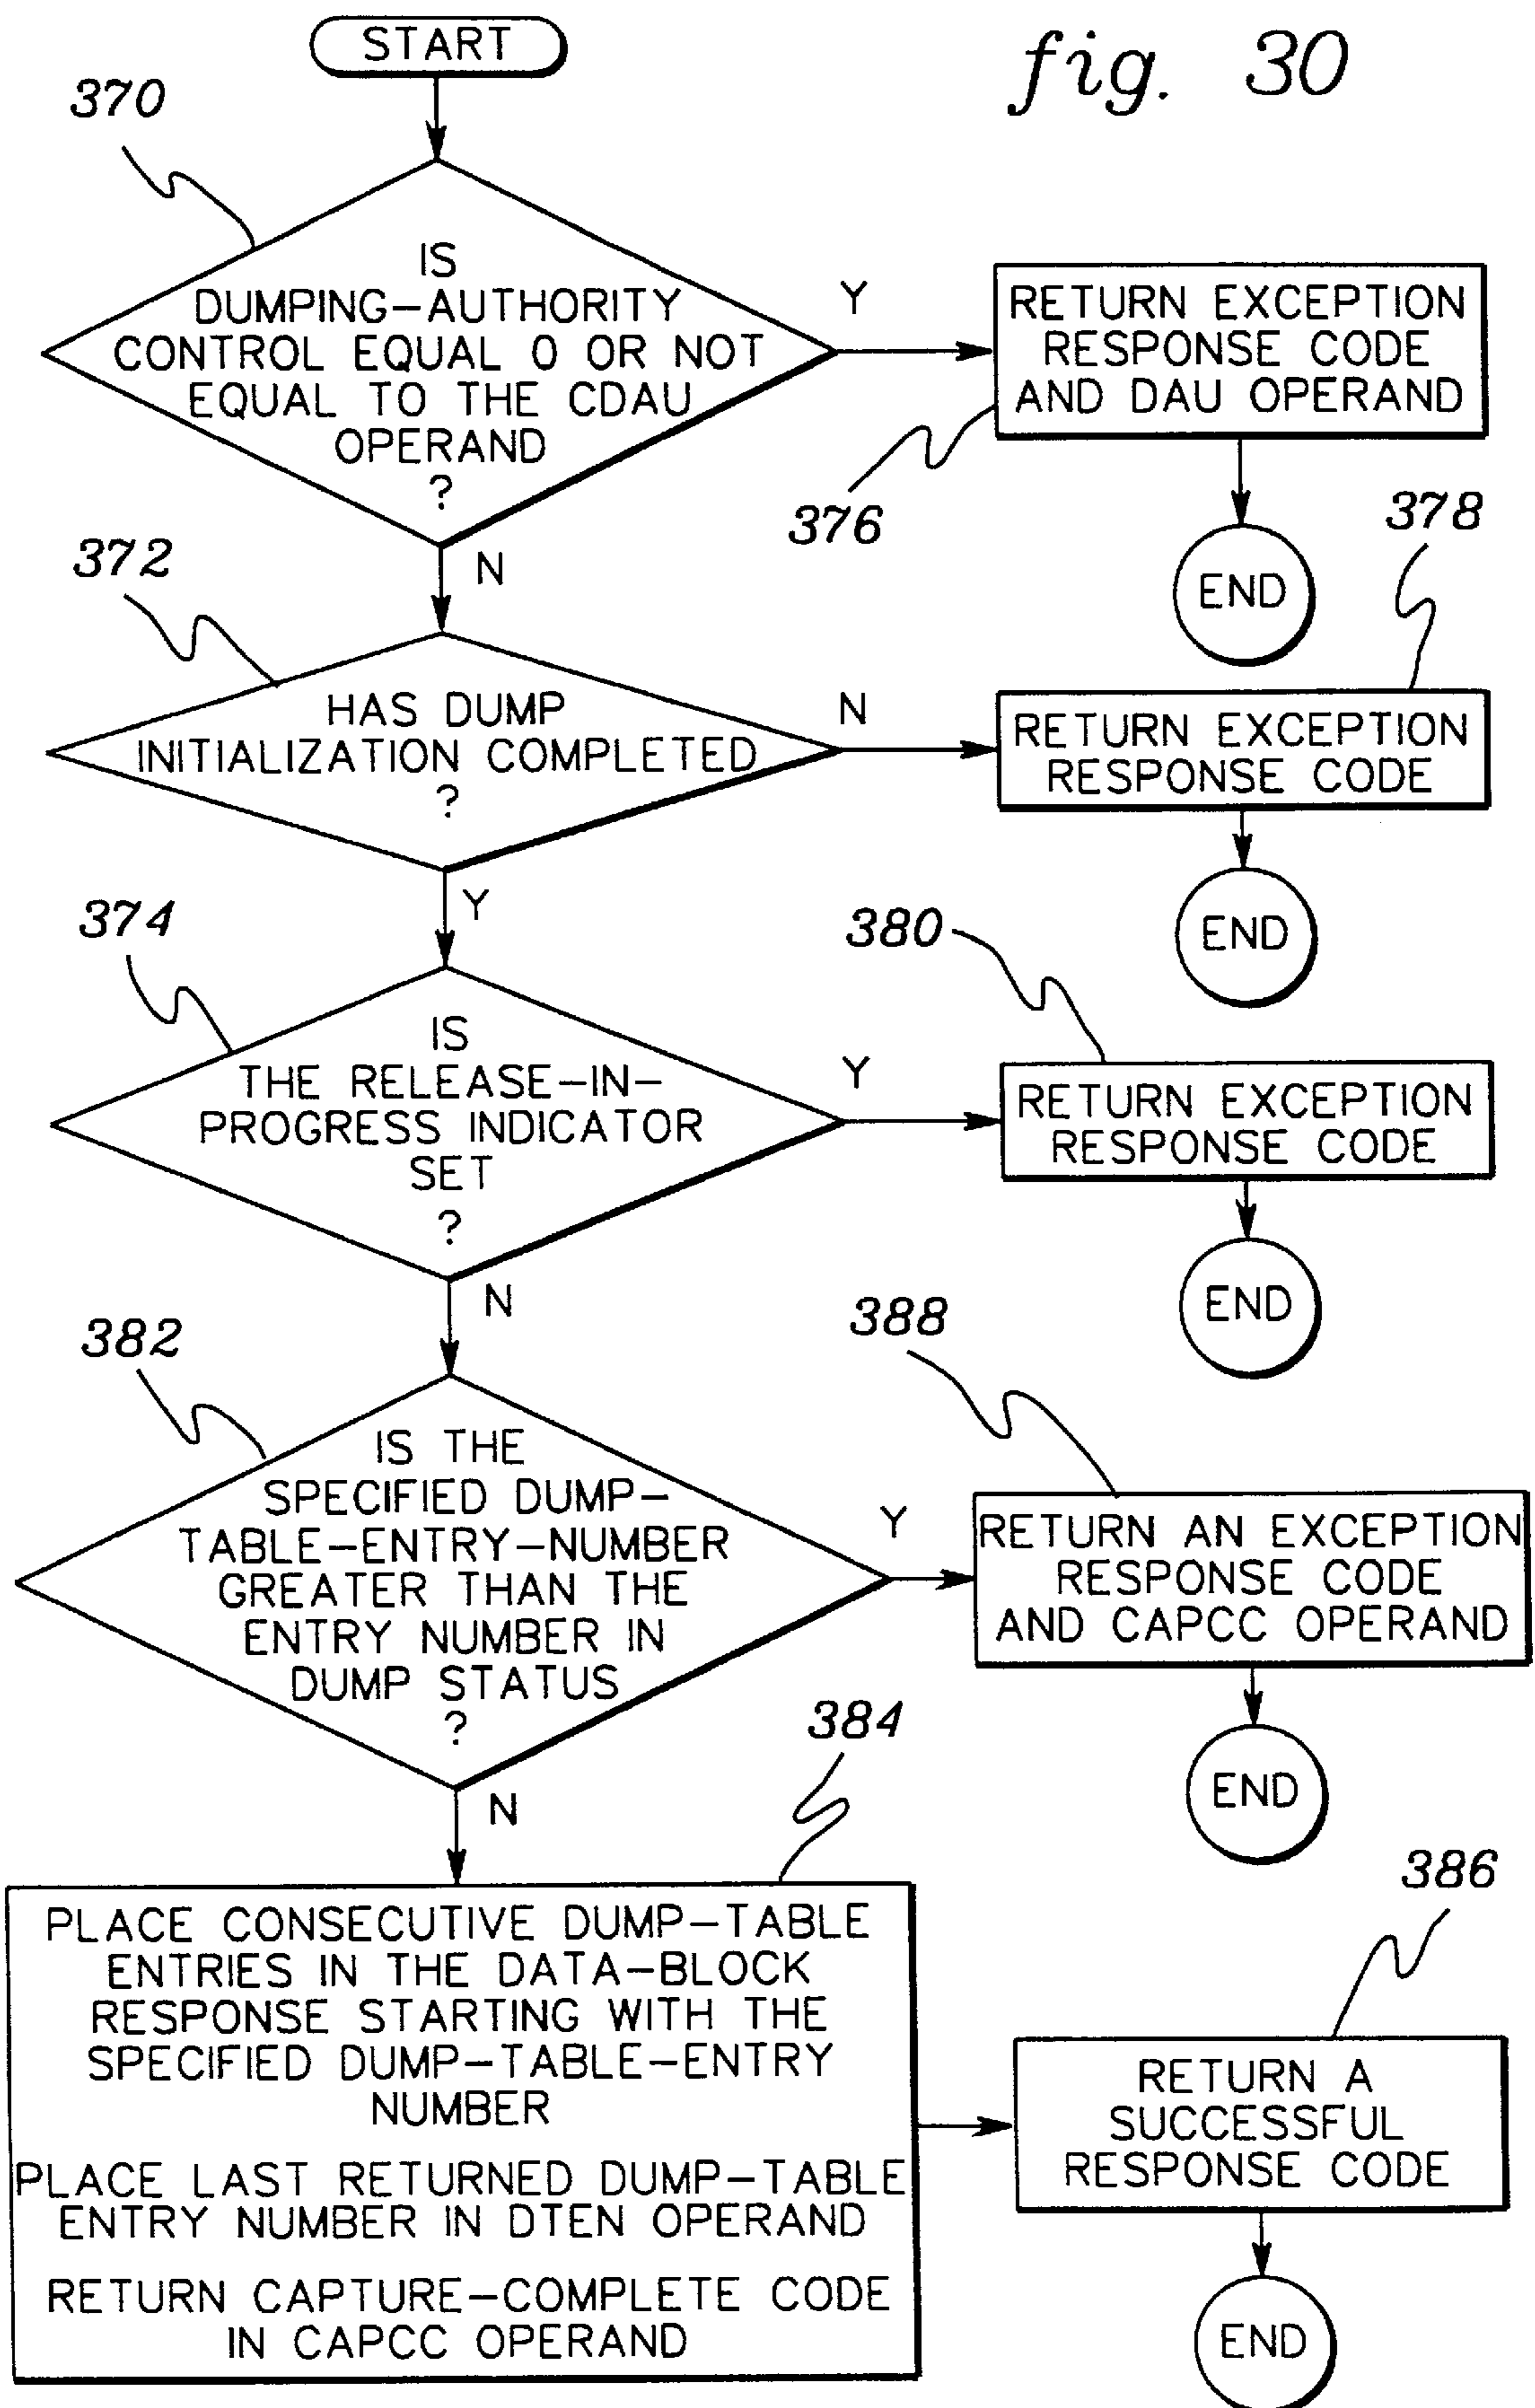 START
fig. 30
370
IS
DUMPING-AUTHORITY
CONTROL EQUAL 0 OR NOT
EQUAL TO THE CDAU
OPERAND
?
Y
RETURN EXCEPTION
RESPONSE CODE
AND DAU OPERAND
376
END
N
372
HAS DUMP
INITIALIZATION COMPLETED
?
N
378
RETURN EXCEPTION
RESPONSE CODE
END
Y
374
IS
THE RELEASE-IN-
PROGRESS INDICATOR
SET
?
Y
380
RETURN EXCEPTION
RESPONSE CODE
END
N
382
IS THE
SPECIFIED DUMP-
TABLE-ENTRY-NUMBER
GREATER THAN THE
ENTRY NUMBER IN
DUMP STATUS
?
Y
388
RETURN AN EXCEPTION
RESPONSE CODE
AND CAPCC OPERAND
END
N
384
PLACE CONSECUTIVE DUMP-TABLE
ENTRIES IN THE DATA-BLOCK
RESPONSE STARTING WITH THE
SPECIFIED DUMP-TABLE-ENTRY
NUMBER
PLACE LAST RETURNED DUMP-TABLE
ENTRY NUMBER IN DTEN OPERAND
RETURN CAPTURE-COMPLETE CODE
IN CAPCC OPERAND
386
RETURN A
SUCCESSFUL
RESPONSE CODE
END